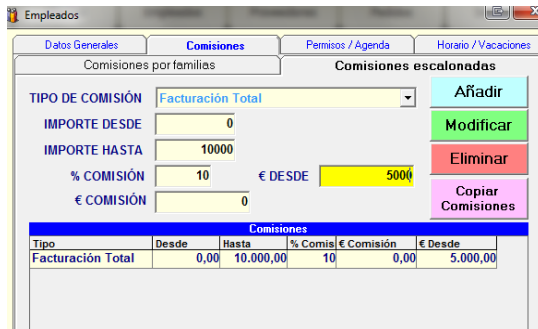 Empleados
Datos Generales Comisiones Permisos / Agenda Horario / Vacaciones
Comisiones por familias Comisiones escalonadas
TIPO DE COMISIÓN Facturación Total Añadir
IMPORTE DESDE 0 Modificar
IMPORTE HASTA 10000 Eliminar
% COMISIÓN 10 € DESDE 5000
€ COMISIÓN 0 Copiar
Comisiones
Comisiones
Tipo Desde Hasta % Comis € Comisión € Desde
Facturación Total 0,00 10.000,00 10 0,00 5.000,00